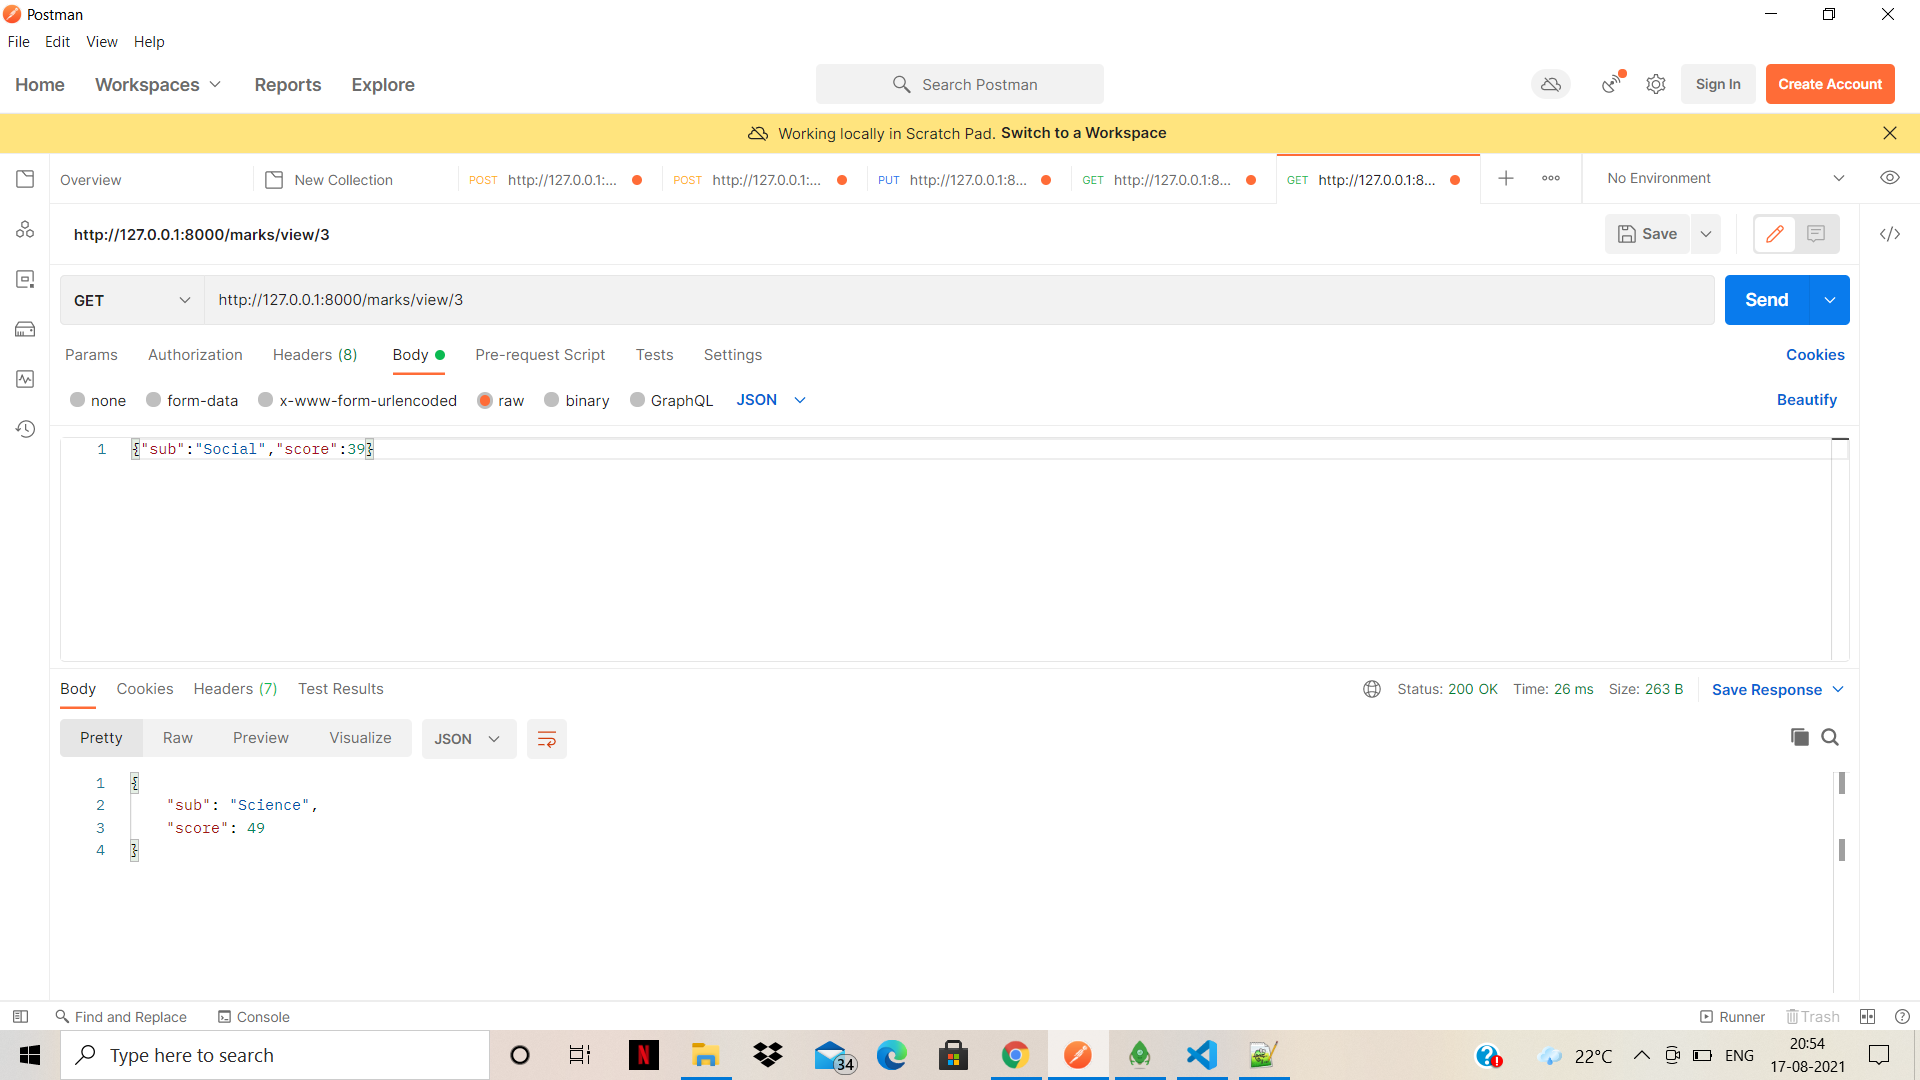 Postman
File Edit View Help
Home Workspaces Reports Explore Search Postman Sign In Create Account
Working locally in Scratch Pad. Switch to a Workspace
Overview New Collection POST http://127.0.0.1:... POST http://127.0.0.1:... PUT http://127.0.0.1:8... GET http://127.0.0.1:8... GET http://127.0.0.1:8... No Environment
http://127.0.0.1:8000/marks/view/3 Save
GET http://127.0.0.1:8000/marks/view/3 Send
Params Authorization Headers (8) Body Pre-request Script Tests Settings Cookies
none form-data x-www-form-urlencoded raw binary GraphQL JSON Beautify
1 {"sub":"Social","score":39}
Body Cookies Headers (7) Test Results Status: 200 OK Time: 26 ms Size: 263 B Save Response
Pretty Raw Preview Visualize JSON
1 {
2 "sub": "Science",
3 "score": 49
4 }
Find and Replace Console Runner Trash
Type here to search N 34 22°C ENG 20:54
17-08-2021